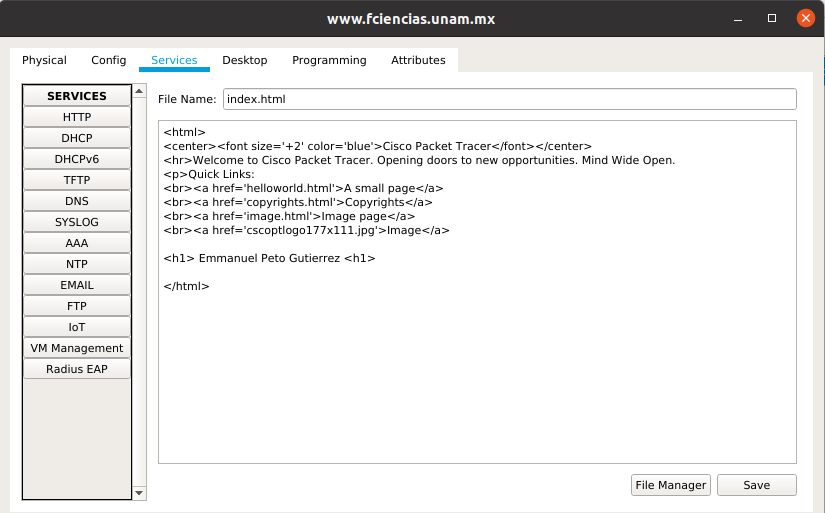 www.fciencias.unam.mx
Physical Config Services Desktop Programming Attributes
SERVICES
HTTP
DHCP
DHCPv6
TFTP
DNS
SYSLOG
AAA
NTP
EMAIL
FTP
IoT
VM Management
Radius EAP
File Name: index.html
<html>
<center><font size='+2' color='blue'>Cisco Packet Tracer</font></center>
<hr>Welcome to Cisco Packet Tracer. Opening doors to new opportunities. Mind Wide Open.
<p>Quick Links:
<br><a href='helloworld.html'>A small page</a>
<br><a href='copyrights.html'>Copyrights</a>
<br><a href='image.html'>Image page</a>
<br><a href='cscoptlogo177x111.jpg'>Image</a>
<h1> Emmanuel Peto Gutierrez <h1>
</html>
File Manager Save